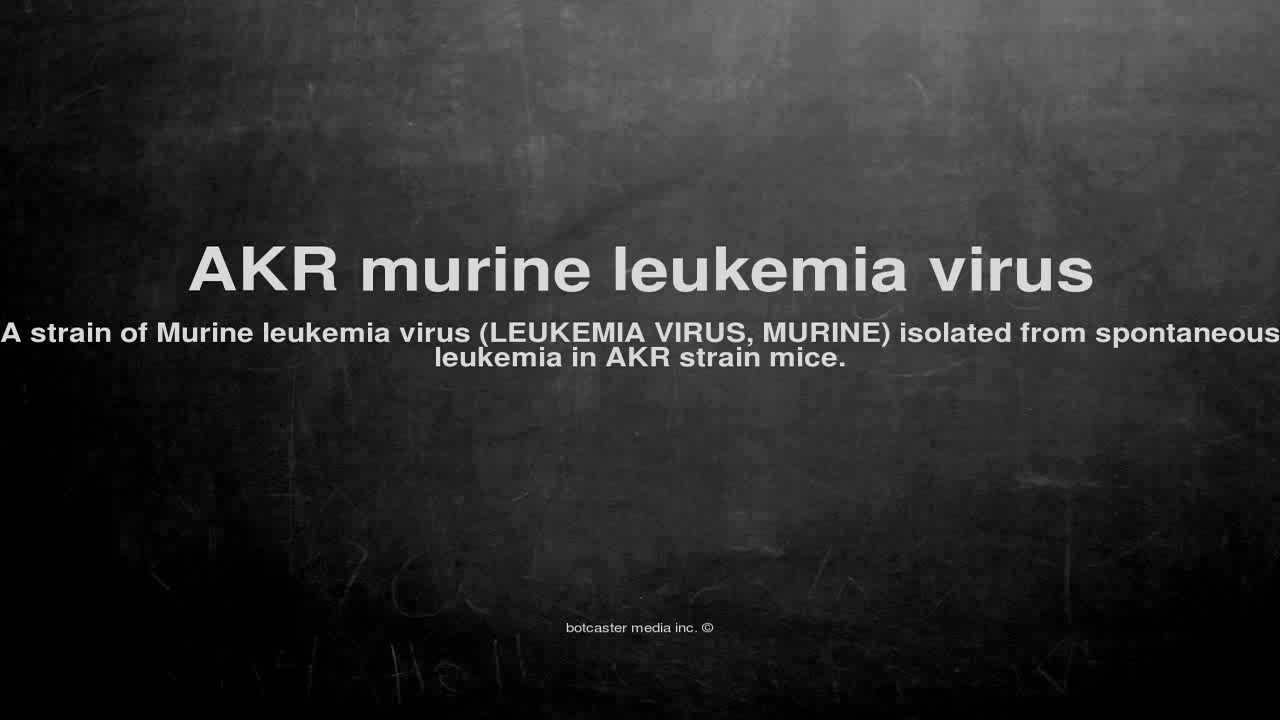 AKR murine leukemia virus
A strain of Murine leukemia virus (LEUKEMIA VIRUS, MURINE) isolated from spontaneous
leukemia in AKR strain mice.
botcaster media inc. ©